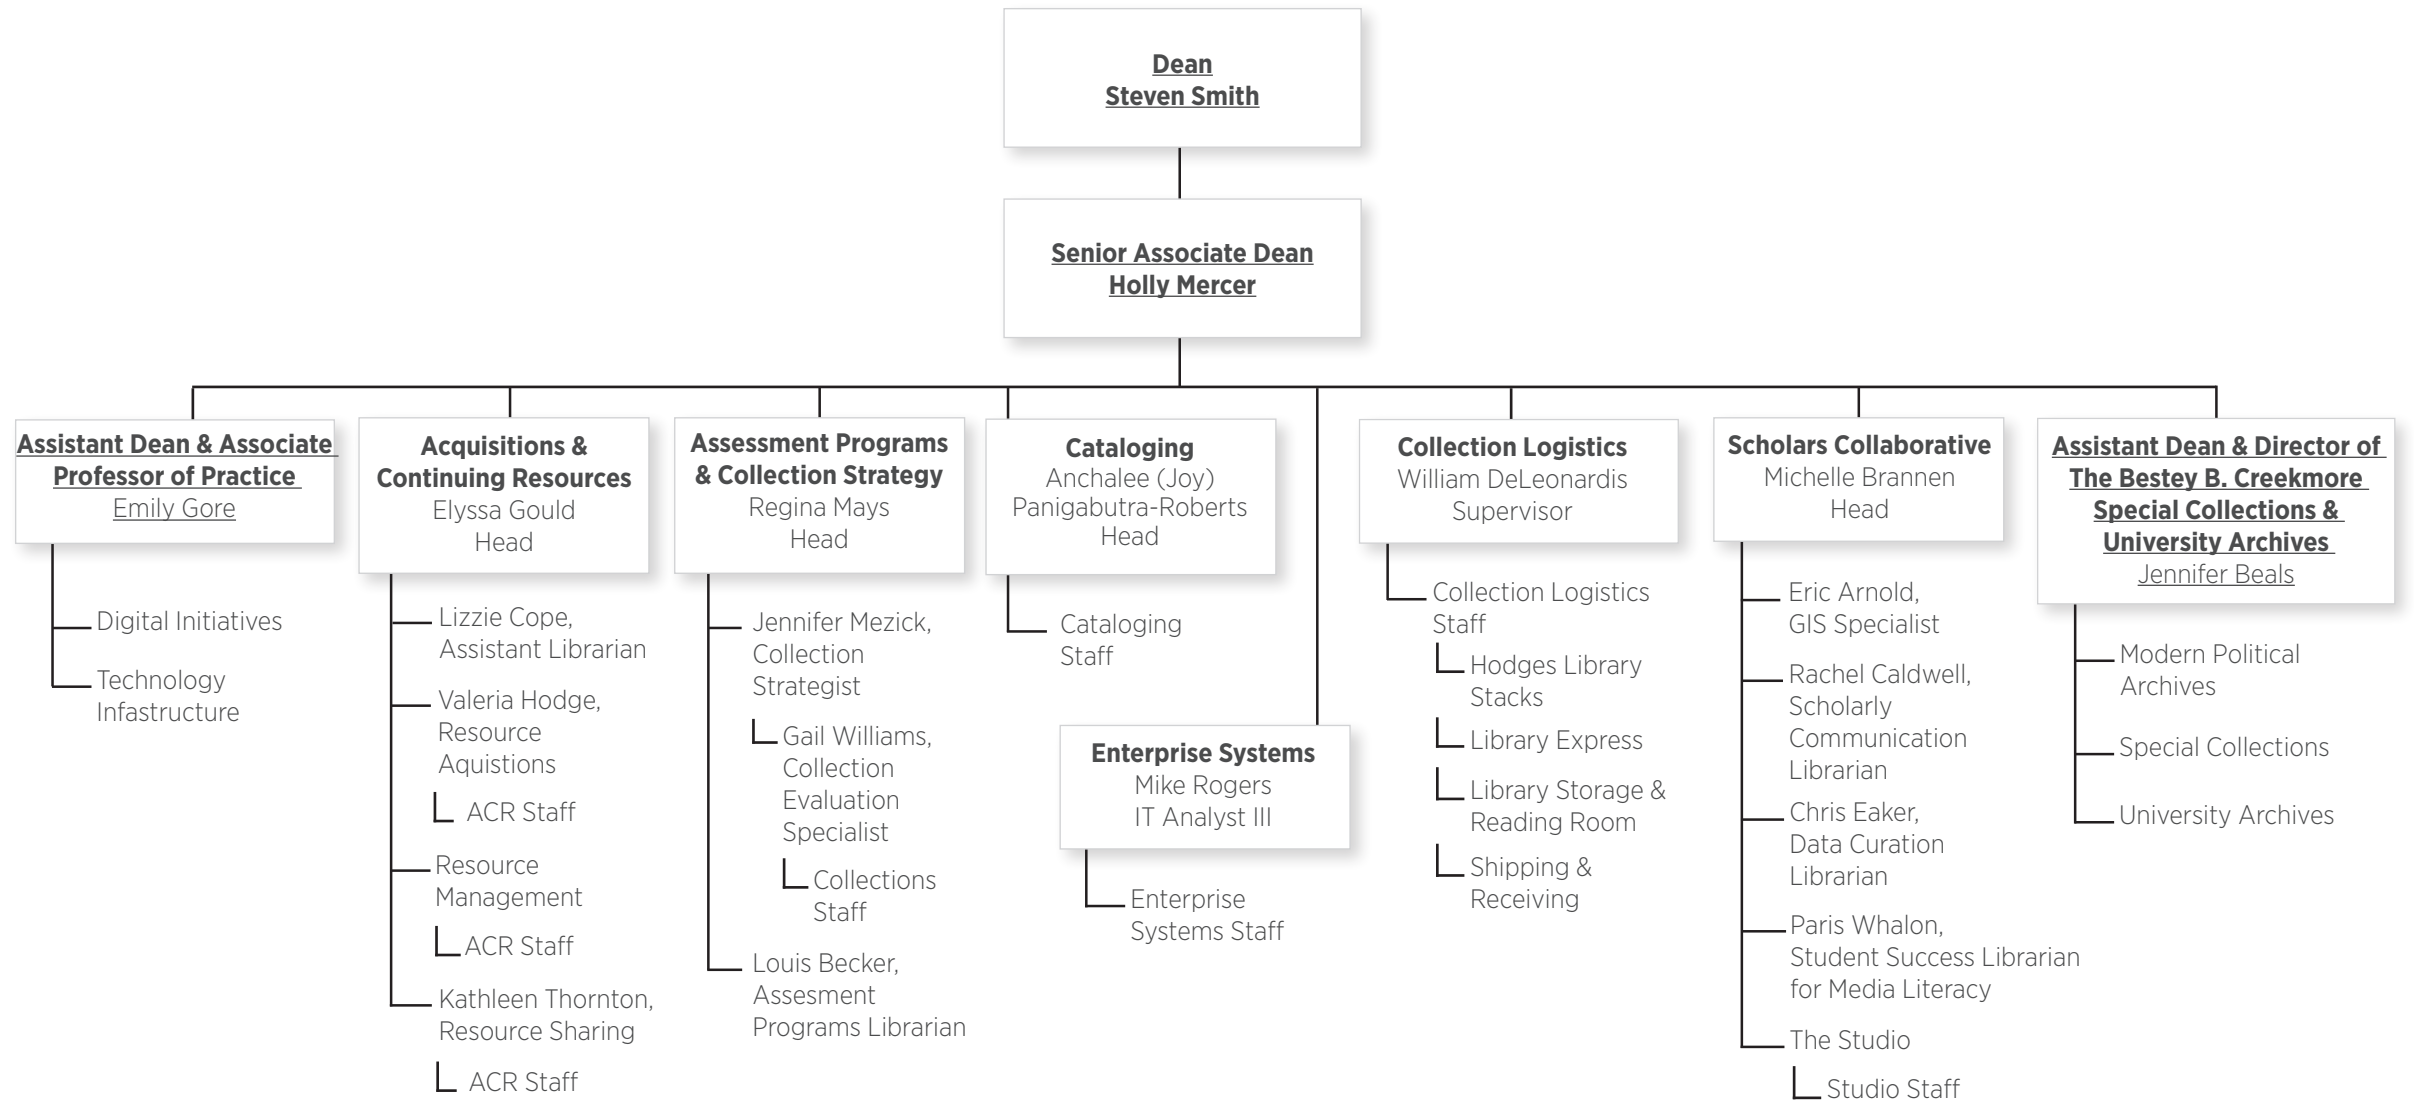 Dean
Steven Smith
Senior Associate Dean
Holly Mercer
Assistant Dean & Associate
Professor of Practice
Emily Gore
Digital Initiatives
Technology
Infastructure
Acquisitions &
Continuing Resources
Elyssa Gould
Head
Lizzie Cope,
Assistant Librarian
Valeria Hodge,
Resource
Aquistions
ACR Staff
Resource
Management
ACR Staff
Kathleen Thornton,
Resource Sharing
ACR Staff
Assessment Programs
& Collection Strategy
Regina Mays
Head
Jennifer Mezick,
Collection
Strategist
Gail Williams,
Collection
Evaluation
Specialist
Collections
Staff
Louis Becker,
Assesment
Programs Librarian
Cataloging
Anchalee (Joy)
Panigabutra-Roberts
Head
Cataloging
Staff
Enterprise Systems
Mike Rogers
IT Analyst III
Enterprise
Systems Staff
Collection Logistics
William DeLeonardis
Supervisor
Collection Logistics
Staff
Hodges Library
Stacks
Library Express
Library Storage &
Reading Room
Shipping &
Receiving
Scholars Collaborative
Michelle Brannen
Head
Eric Arnold,
GIS Specialist
Rachel Caldwell,
Scholarly
Communication
Librarian
Chris Eaker,
Data Curation
Librarian
Paris Whalon,
Student Success Librarian
for Media Literacy
The Studio
Studio Staff
Assistant Dean & Director of
The Bestey B. Creekmore
Special Collections &
University Archives
Jennifer Beals
Modern Political
Archives
Special Collections
University Archives